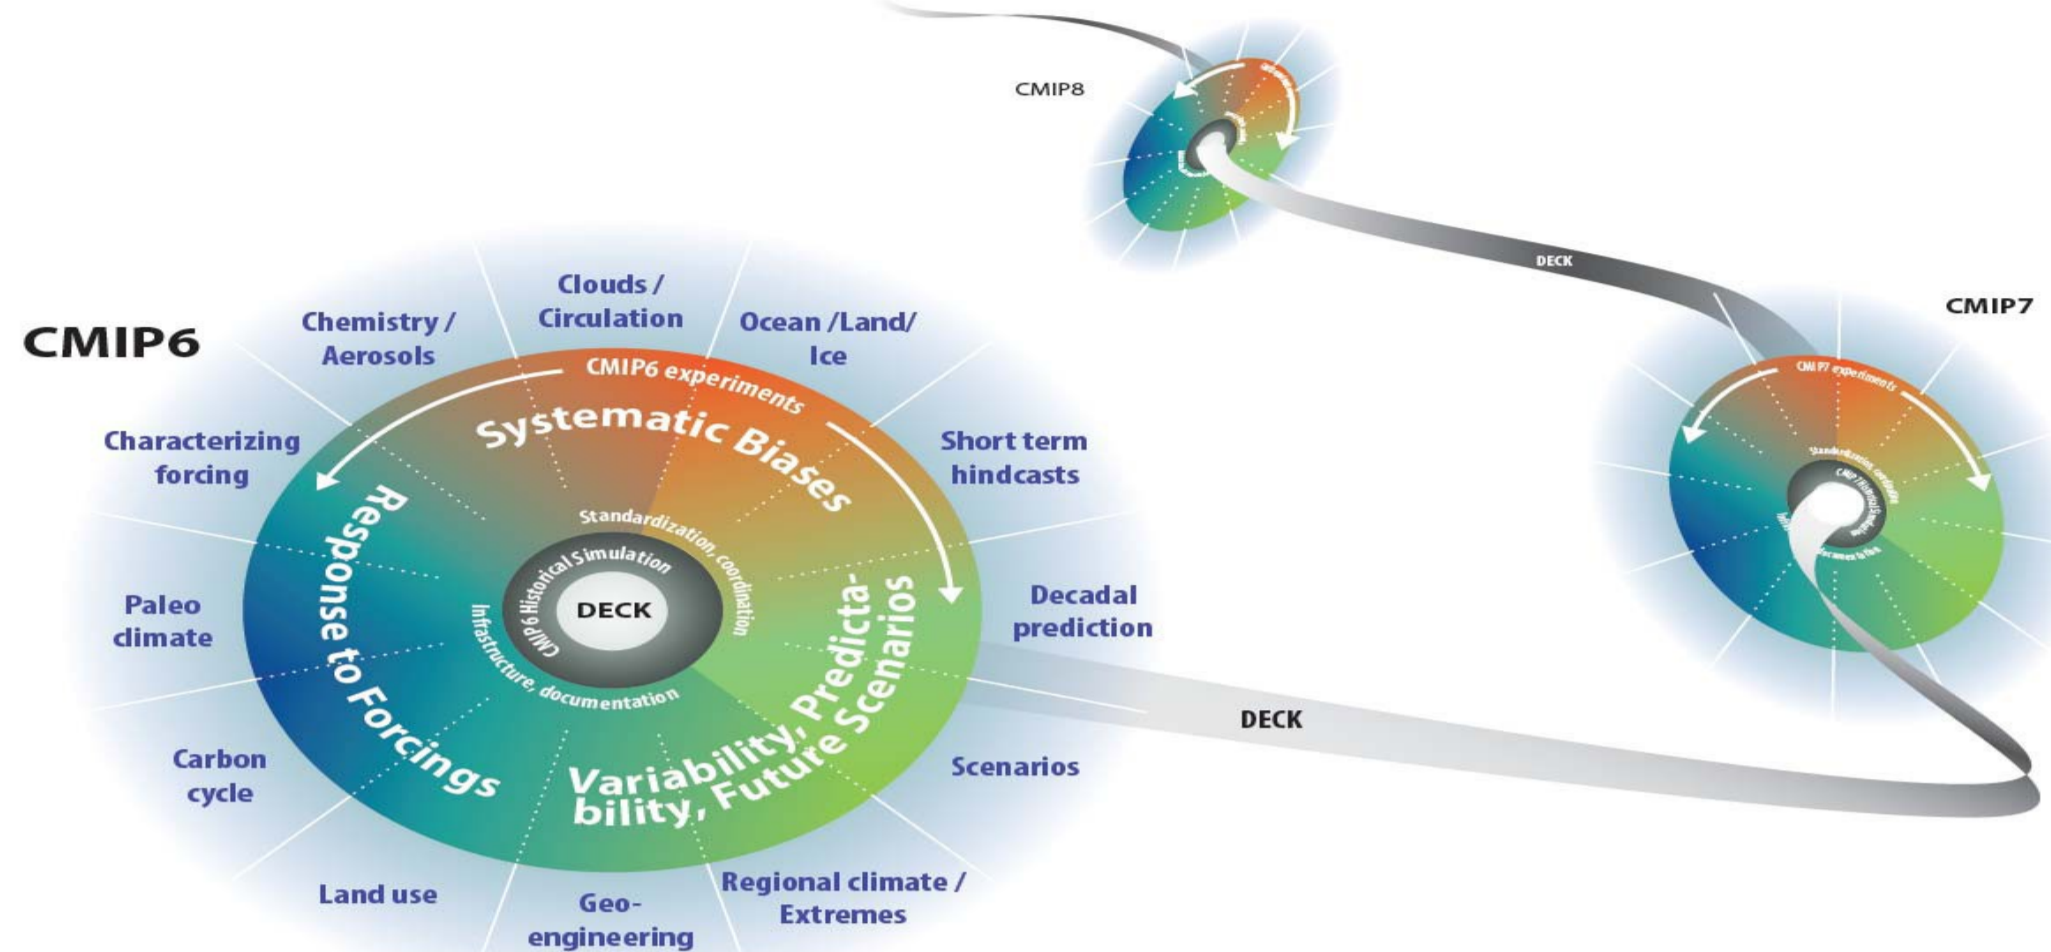 CMIP8
DECK
CMIP7
CMIP7 experiments
CMIP6
Clouds /
Circulation
Chemistry /
Aerosols
Ocean /Land/
Ice
Characterizing
forcing
Short term
hindcasts
Paleo
climate
Decadal
prediction
Carbon
cycle
Scenarios
Land use
Geo-
engineering
Regional climate /
Extremes
CMIP6 experiments
Systematic Biases
Response to Forcings
Variability, Predicta-
bility, Future Scenarios
Standardization, coordination
Infrastructure, documentation
CMIP6 Historical Simulation
DECK
DECK